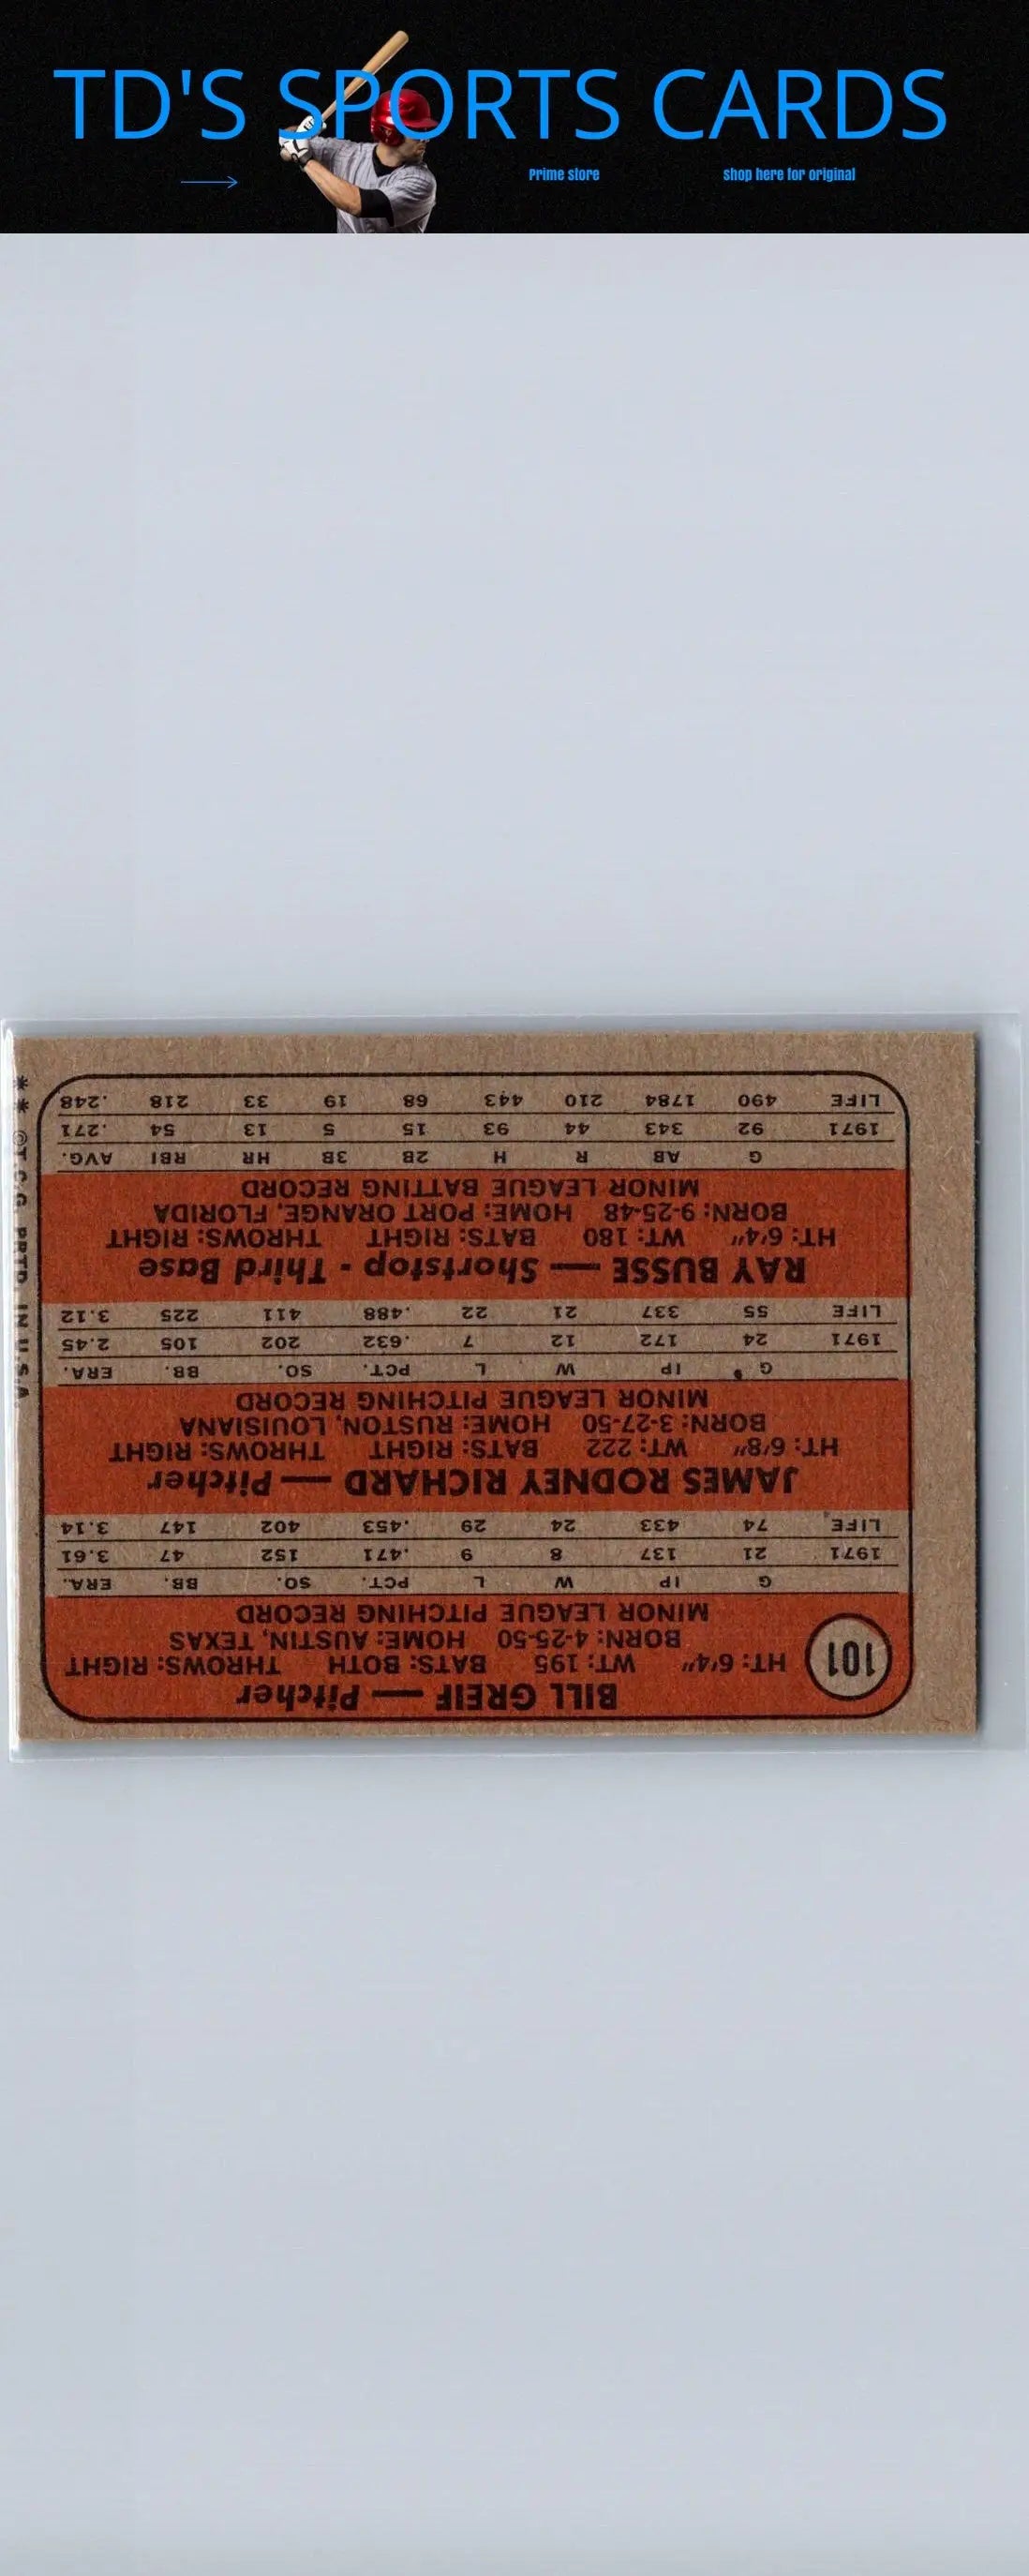 TD'S SPORTS CARDS
Prime store
shop here for original
101
BILL GREIF — Pitcher
HT: 6'4" WT: 195 BATS: BOTH THROWS: RIGHT
BORN: 4-25-50 HOME: AUSTIN, TEXAS
MINOR LEAGUE PITCHING RECORD
G IP W L PCT. SO. BB. ERA.
1971 21 137 8 9 .471 152 47 3.61
LIFE 74 433 24 29 .453 402 147 3.14
JAMES RODNEY RICHARD — Pitcher
HT: 6'8" WT: 222 BATS: RIGHT THROWS: RIGHT
BORN: 3-27-50 HOME: RUSTON, LOUISIANA
MINOR LEAGUE PITCHING RECORD
G IP W L PCT. SO. BB. ERA.
1971 24 172 12 7 .632 202 105 2.45
LIFE 55 337 21 22 .488 411 225 3.12
RAY BUSSE — Shortstop - Third Base
HT: 6'4" WT: 180 BATS: RIGHT THROWS: RIGHT
BORN: 9-25-48 HOME: PORT ORANGE, FLORIDA
MINOR LEAGUE BATTING RECORD
G AB R H 2B 3B HR RBI AVG.
1971 92 343 44 93 15 5 13 54 .271
LIFE 490 1784 210 443 68 19 33 218 .248
** ©T.C.G. PRTD. IN U.S.A.